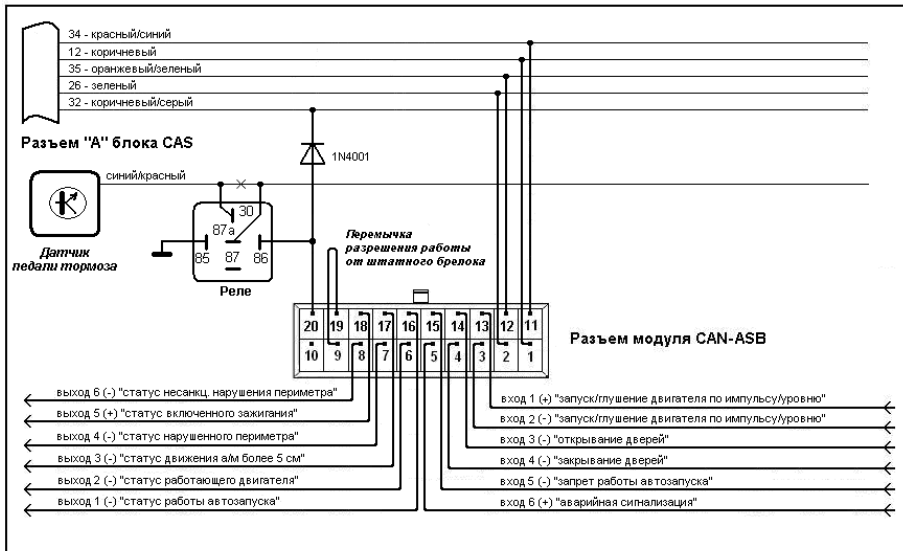 34 - красный/синий
12 - коричневый
35 - оранжевый/зеленый
26 - зеленый
32 - коричневый/серый
Разъем "А" блока CAS
1N4001
синий/красный
Датчик
педали тормоза
30
87a
85
87
86
Реле
Перемычка
разрешения работы
от штатного брелока
20 19 18 17 16 15 14 13 12 11
10 9 8 7 6 5 4 3 2 1
Разъем модуля CAN-ASB
выход 6 (-) "статус несанкц. нарушения периметра"
выход 5 (+) "статус включенного зажигания"
выход 4 (-) "статус нарушенного периметра"
выход 3 (-) "статус движения а/м более 5 см"
выход 2 (-) "статус работающего двигателя"
выход 1 (-) "статус работы автозапуска"
вход 1 (+) "запуск/глушение двигателя по импульсу/уровню"
вход 2 (-) "запуск/глушение двигателя по импульсу/уровню"
вход 3 (-) "открывание дверей"
вход 4 (-) "закрывание дверей"
вход 5 (-) "запрет работы автозапуска"
вход 6 (+) "аварийная сигнализация"